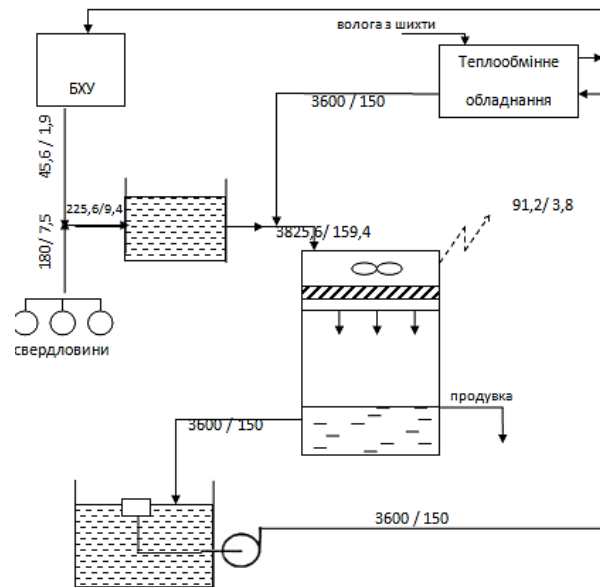 волога з шихти
Теплообмінне
обладнання
БХУ
3600 / 150
45,6 / 1,9
225,6/9,4
91,2/ 3,8
3825,6/ 159,4
180/ 7,5
свердловини
продувка
3600 / 150
3600 / 150